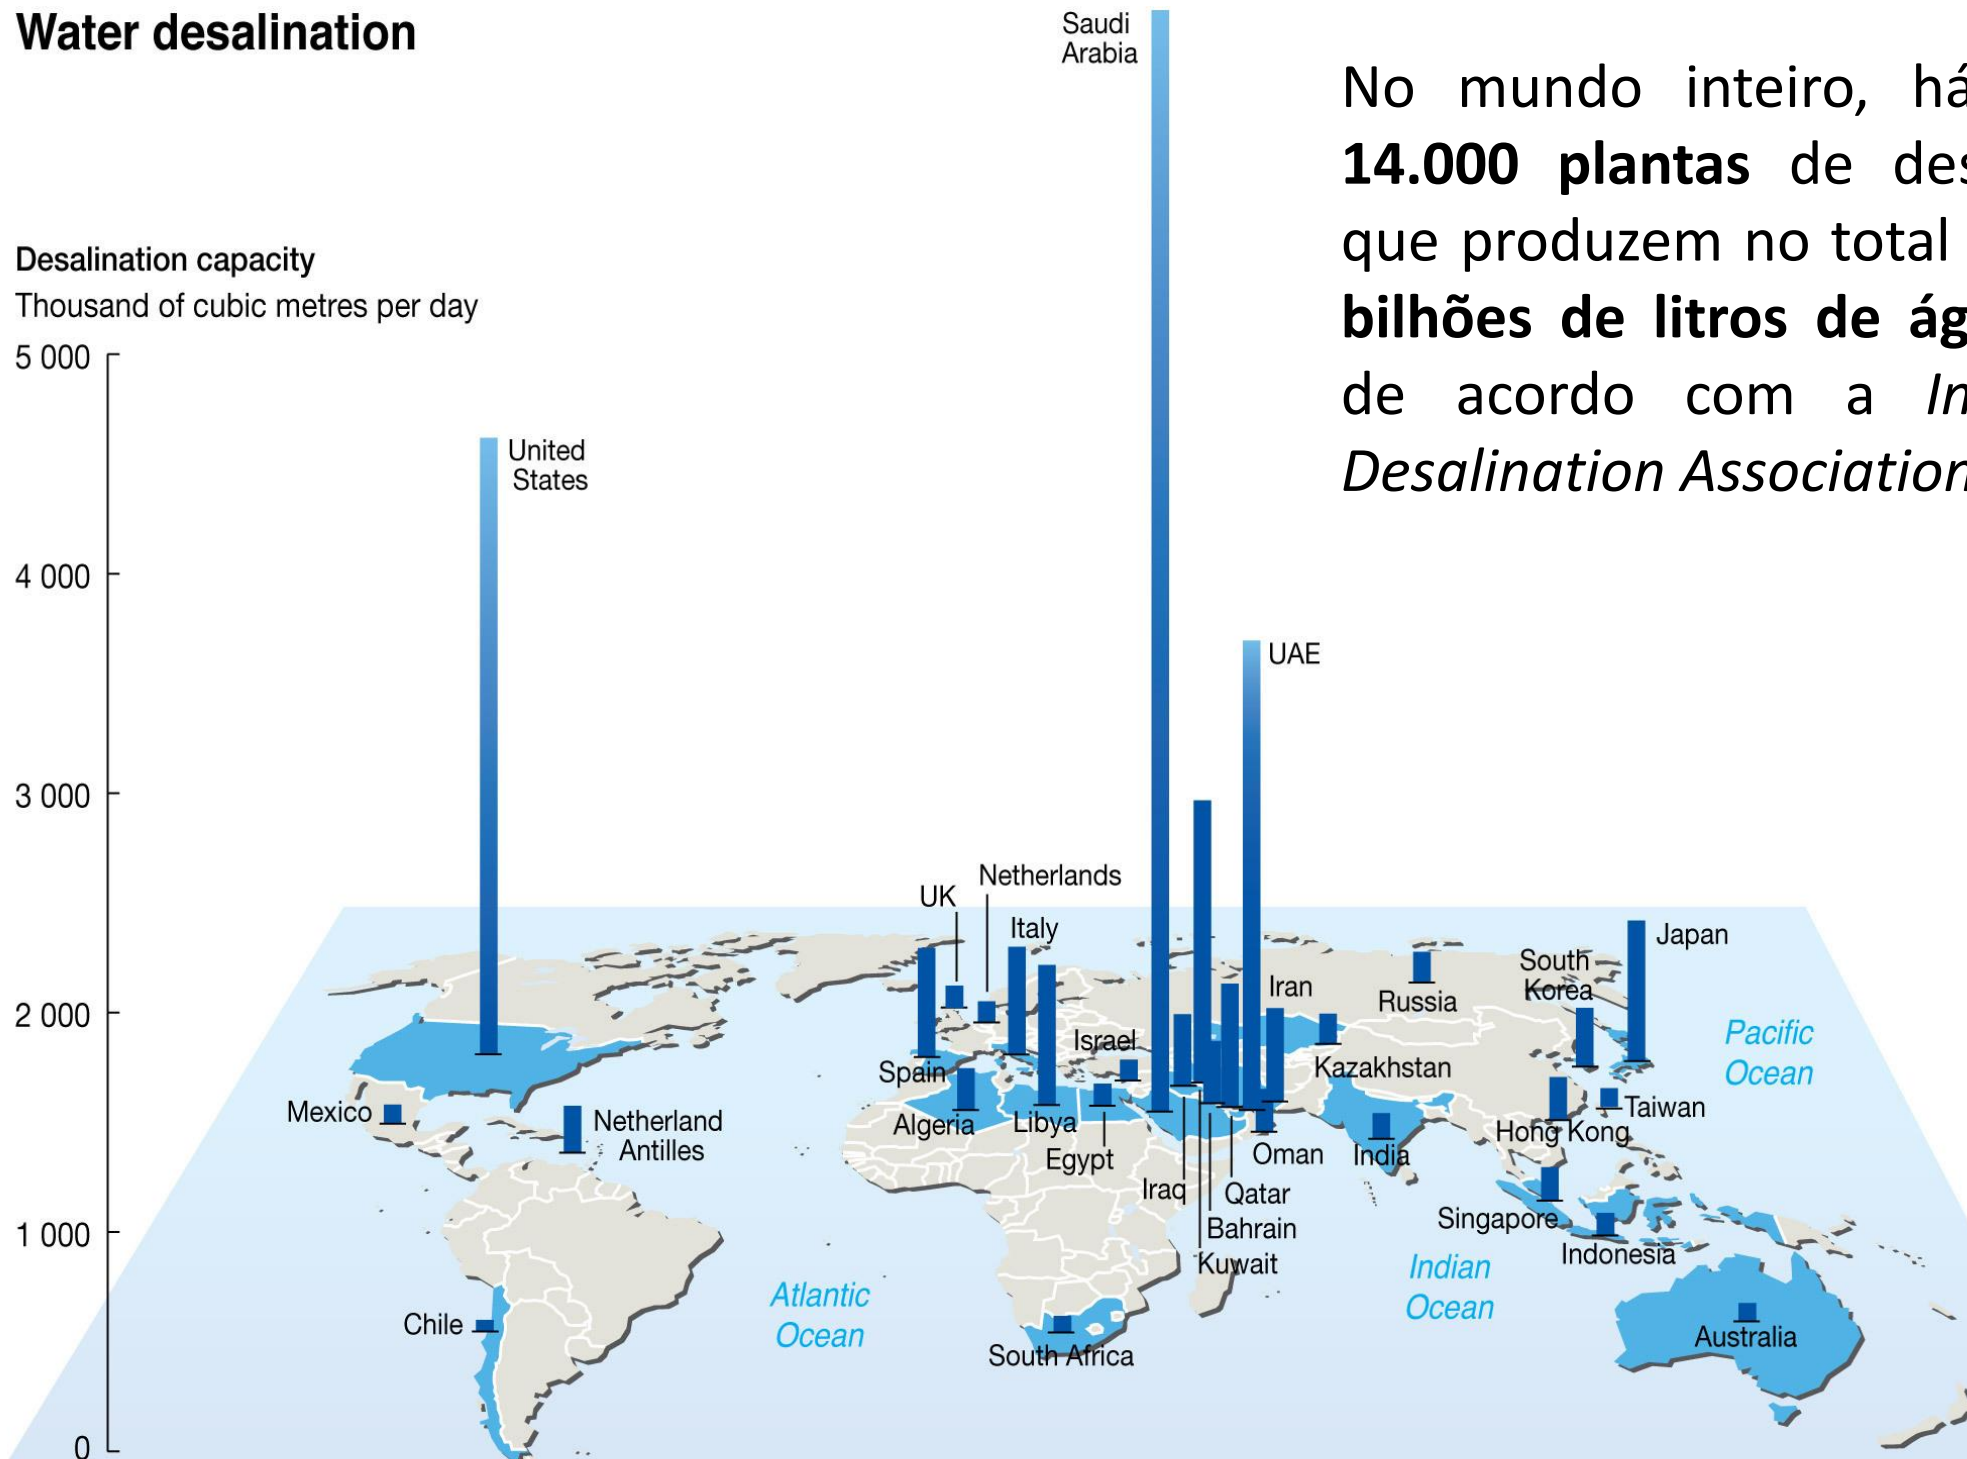 Water desalination
Saudi
Arabia
No mundo inteiro, há
14.000 plantas de
que produzem no total
bilhões de litros de
de acordo com a
Desalination Association
Desalination capacity
Thousand of cubic metres per day
5 000
4 000
3 000
2 000
1 000
0
United
States
UAE
Netherlands
UK
Italy
Japan
South
Korea
Iran
Russia
Israel
Pacific
Ocean
Spain
Kazakhstan
Mexico
Netherland
Antilles
Algeria
Libya
Taiwan
Hong Kong
Egypt
Oman
India
Iraq
Qatar
Bahrain
Kuwait
Singapore
Indonesia
Atlantic
Ocean
Indian
Ocean
Chile
South Africa
Australia